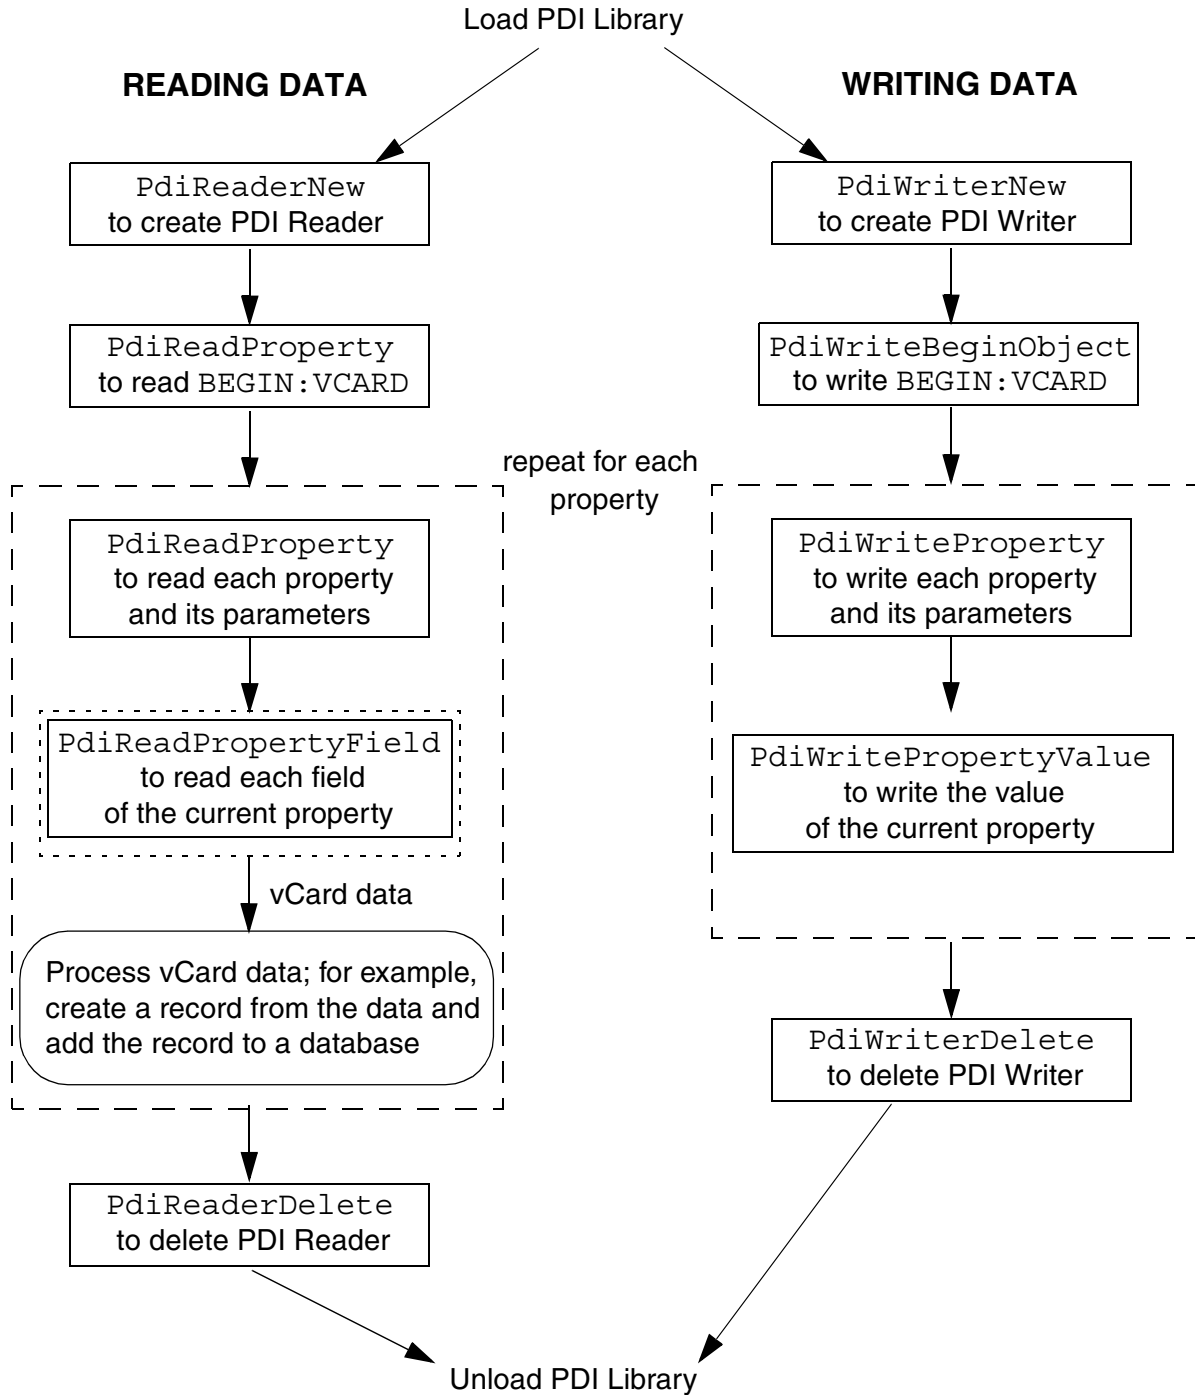 Load PDI Library
READING DATA
PdiReaderNew
to create PDI Reader
PdiReadProperty
to read BEGIN:VCARD
PdiReadProperty
to read each property
and its parameters
PdiReadPropertyField
to read each field
of the current property
vCard data
Process vCard data; for example,
create a record from the data and
add the record to a database
PdiReaderDelete
to delete PDI Reader
repeat for each
property
WRITING DATA
PdiWriterNew
to create PDI Writer
PdiWriteBeginObject
to write BEGIN:VCARD
PdiWriteProperty
to write each property
and its parameters
PdiWritePropertyValue
to write the value
of the current property
PdiWriterDelete
to delete PDI Writer
Unload PDI Library